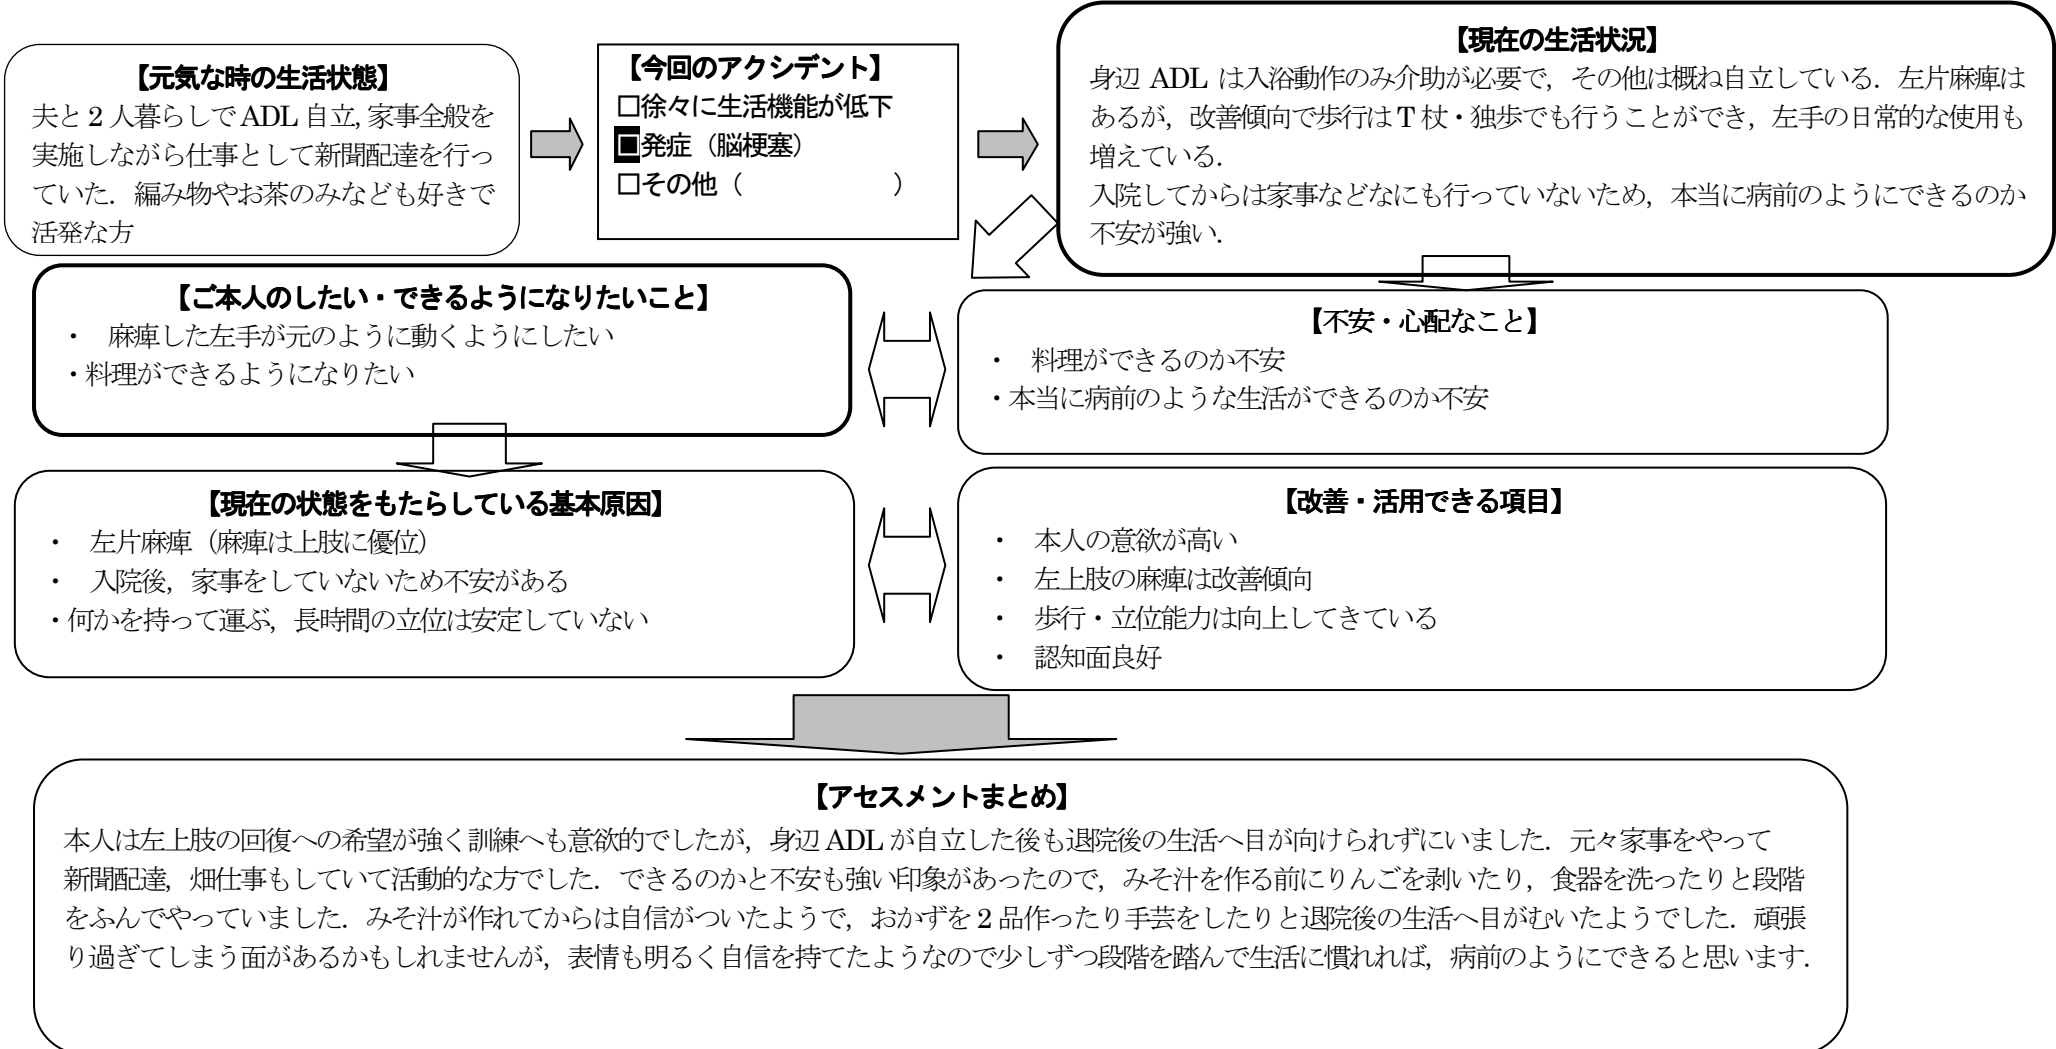 【元気な時の生活状態】
夫と2人暮らしでADL自立,家事全般を
実施しながら仕事として新聞配達を行っ
ていた．編み物やお茶のみなども好きで
活発な方
【今回のアクシデント】
□徐々に生活機能が低下
▣発症（脳梗塞）
□その他（　　　　　　）
【現在の生活状況】
身辺 ADL は入浴動作のみ介助が必要で，その他は概ね自立している．左片麻痺は
あるが，改善傾向で歩行はT杖・独歩でも行うことができ，左手の日常的な使用も
増えている．
入院してからは家事などなにも行っていないため，本当に病前のようにできるのか
不安が強い．
【ご本人のしたい・できるようになりたいこと】
・　麻痺した左手が元のように動くようにしたい
・料理ができるようになりたい
【不安・心配なこと】
・　料理ができるのか不安
・本当に病前のような生活ができるのか不安
【現在の状態をもたらしている基本原因】
・　左片麻痺（麻痺は上肢に優位）
・　入院後，家事をしていないため不安がある
・何かを持って運ぶ，長時間の立位は安定していない
【改善・活用できる項目】
・　本人の意欲が高い
・　左上肢の麻痺は改善傾向
・　歩行・立位能力は向上してきている
・　認知面良好
【アセスメントまとめ】
本人は左上肢の回復への希望が強く訓練へも意欲的でしたが，身辺ADLが自立した後も退院後の生活へ目が向けられずにいました．元々家事をやって
新聞配達，畑仕事もしていて活動的な方でした．できるのかと不安も強い印象があったので，みそ汁を作る前にりんごを剥いたり，食器を洗ったりと段階
をふんでやっていました．みそ汁が作れてからは自信がついたようで，おかずを2品作ったり手芸をしたりと退院後の生活へ目がむいたようでした．頑張
り過ぎてしまう面があるかもしれませんが，表情も明るく自信を持てたようなので少しずつ段階を踏んで生活に慣れれば，病前のようにできると思います．